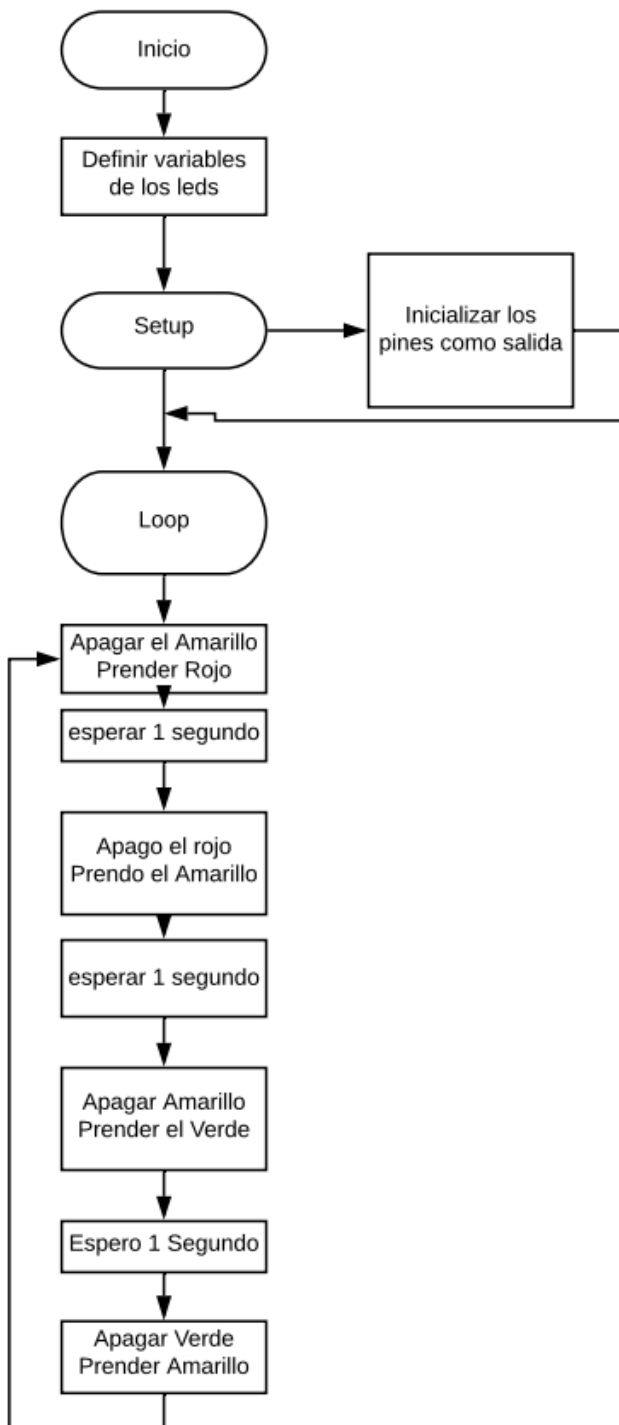 Inicio
Definir variables
de los leds
Setup
Inicializar los
pines como salida
Loop
Apagar el Amarillo
Prender Rojo
esperar 1 segundo
Apago el rojo
Prendo el Amarillo
esperar 1 segundo
Apagar Amarillo
Prender el Verde
Espero 1 Segundo
Apagar Verde
Prender Amarillo